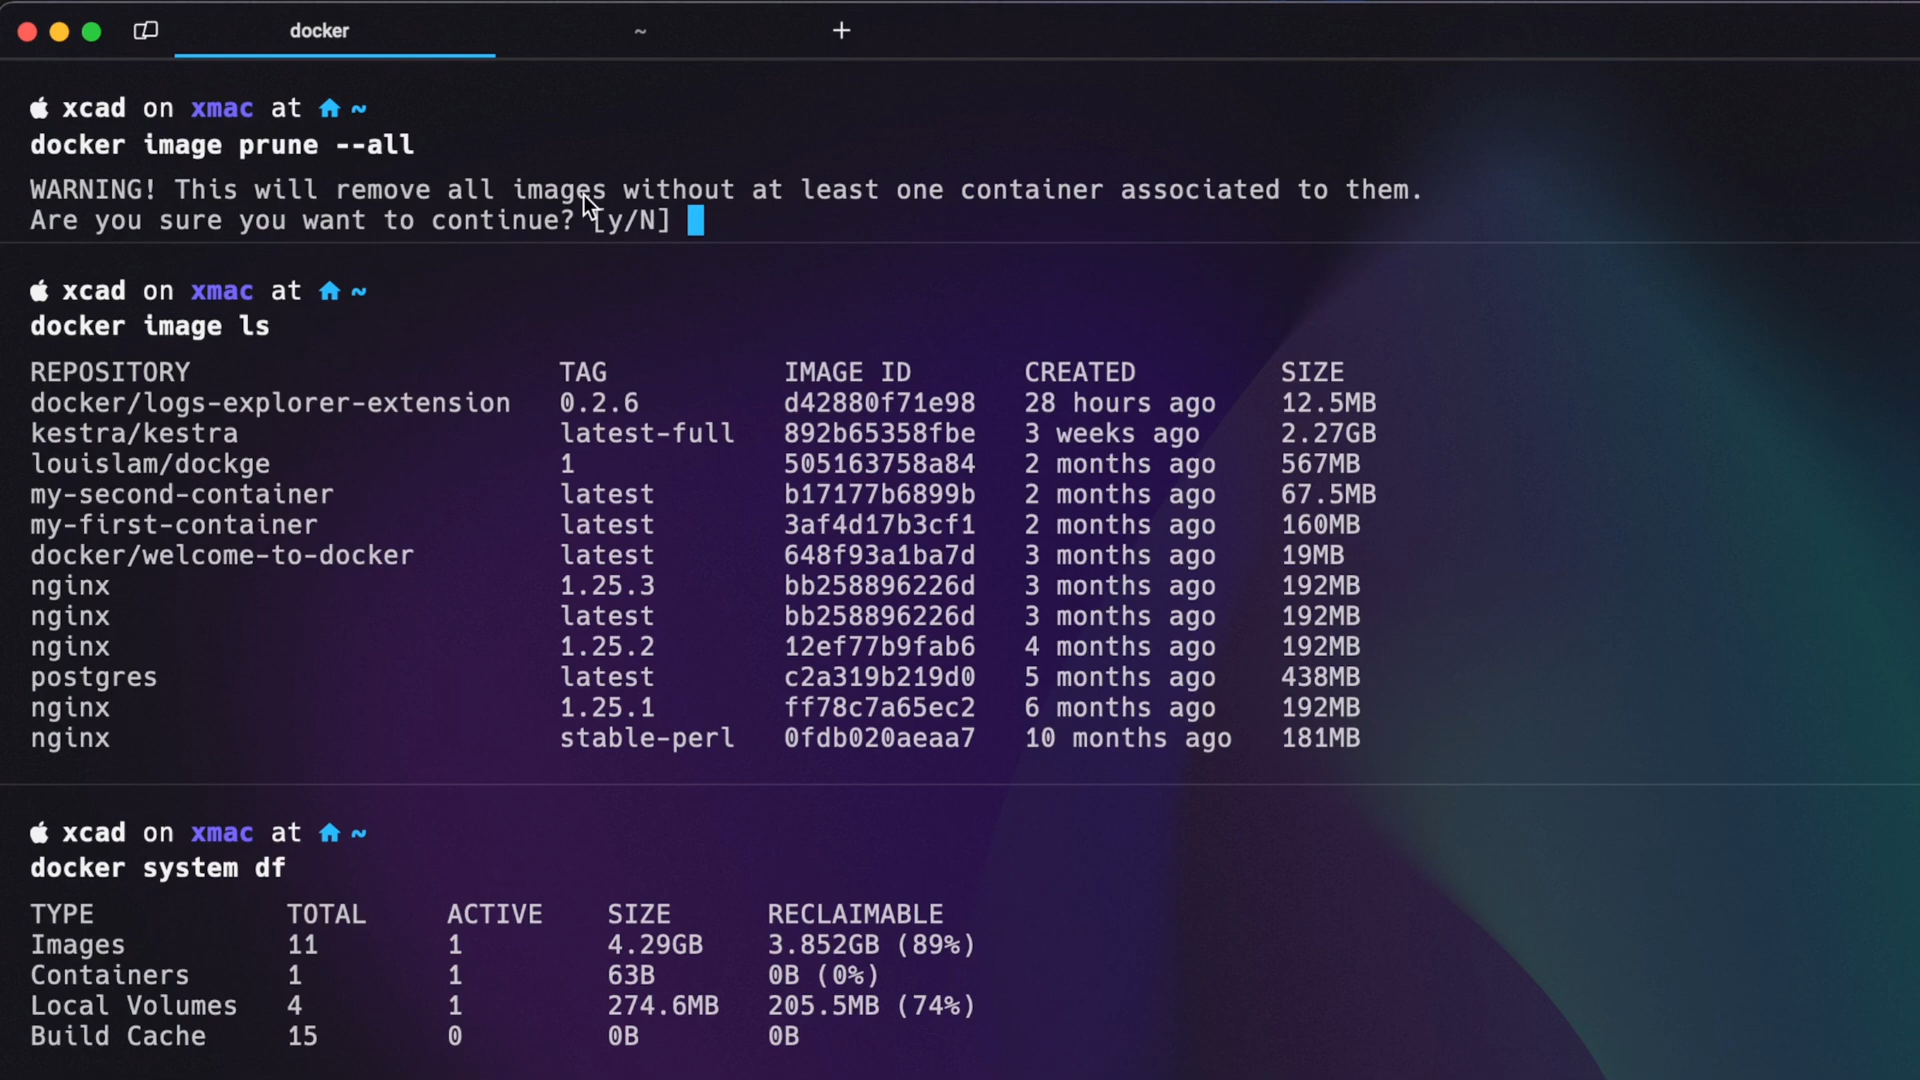 docker ~ +
xcad on xmac at ~
docker image prune --all
WARNING! This will remove all images without at least one container associated to them.
Are you sure you want to continue? [y/N]
xcad on xmac at ~
docker image ls
REPOSITORY TAG IMAGE ID CREATED SIZE
docker/logs-explorer-extension 0.2.6 d42880f71e98 28 hours ago 12.5MB
kestra/kestra latest-full 892b65358fbe 3 weeks ago 2.27GB
louislam/dockge 1 505163758a84 2 months ago 567MB
my-second-container latest b17177b6899b 2 months ago 67.5MB
my-first-container latest 3af4d17b3cf1 2 months ago 160MB
docker/welcome-to-docker latest 648f93a1ba7d 3 months ago 19MB
nginx 1.25.3 bb258896226d 3 months ago 192MB
nginx latest bb258896226d 3 months ago 192MB
nginx 1.25.2 12ef77b9fab6 4 months ago 192MB
postgres latest c2a319b219d0 5 months ago 438MB
nginx 1.25.1 ff78c7a65ec2 6 months ago 192MB
nginx stable-perl 0fdb020aeaa7 10 months ago 181MB
xcad on xmac at ~
docker system df
TYPE TOTAL ACTIVE SIZE RECLAIMABLE
Images 11 1 4.29GB 3.852GB (89%)
Containers 1 1 63B 0B (0%)
Local Volumes 4 1 274.6MB 205.5MB (74%)
Build Cache 15 0 0B 0B